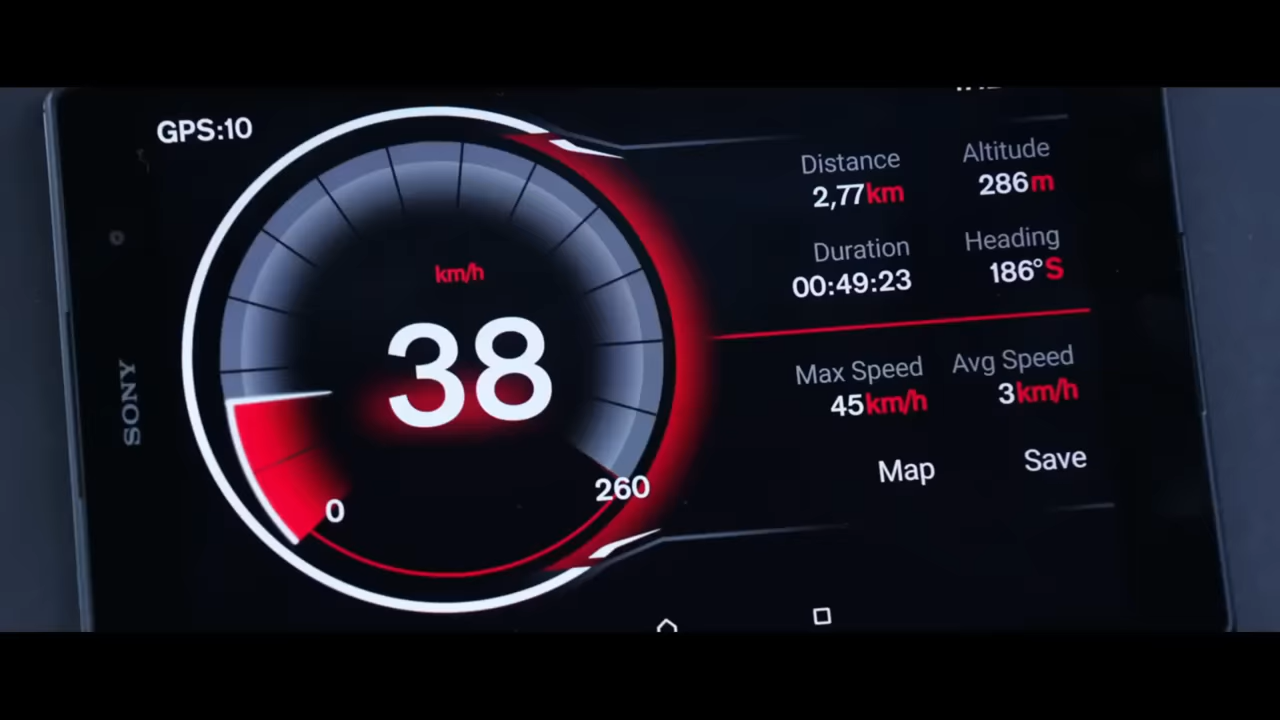 GPS:10
km/h
38
0
260
SONY
Distance
2,77km
Altitude
286m
Duration
00:49:23
Heading
186°S
Max Speed
45km/h
Avg Speed
3km/h
Map
Save